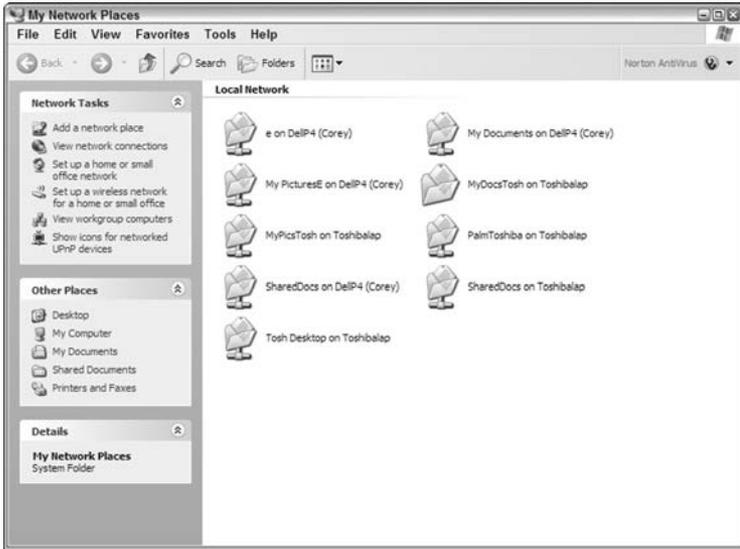 My Network Places
File Edit View Favorites Tools Help
Back Search Folders Norton AntiVirus
Network Tasks
Add a network place
View network connections
Set up a home or small
office network
Set up a wireless network
for a home or small office
View workgroup computers
Show icons for networked
UPnP devices
Other Places
Desktop
My Computer
My Documents
Shared Documents
Printers and Faxes
Details
My Network Places
System Folder
Local Network
e on DellP4 (Corey)
My Documents on DellP4 (Corey)
My PicturesE on DellP4 (Corey)
MyDocsTosh on Toshibalap
MyPicsTosh on Toshibalap
PalmToshiba on Toshibalap
SharedDocs on DellP4 (Corey)
SharedDocs on Toshibalap
Tosh Desktop on Toshibalap